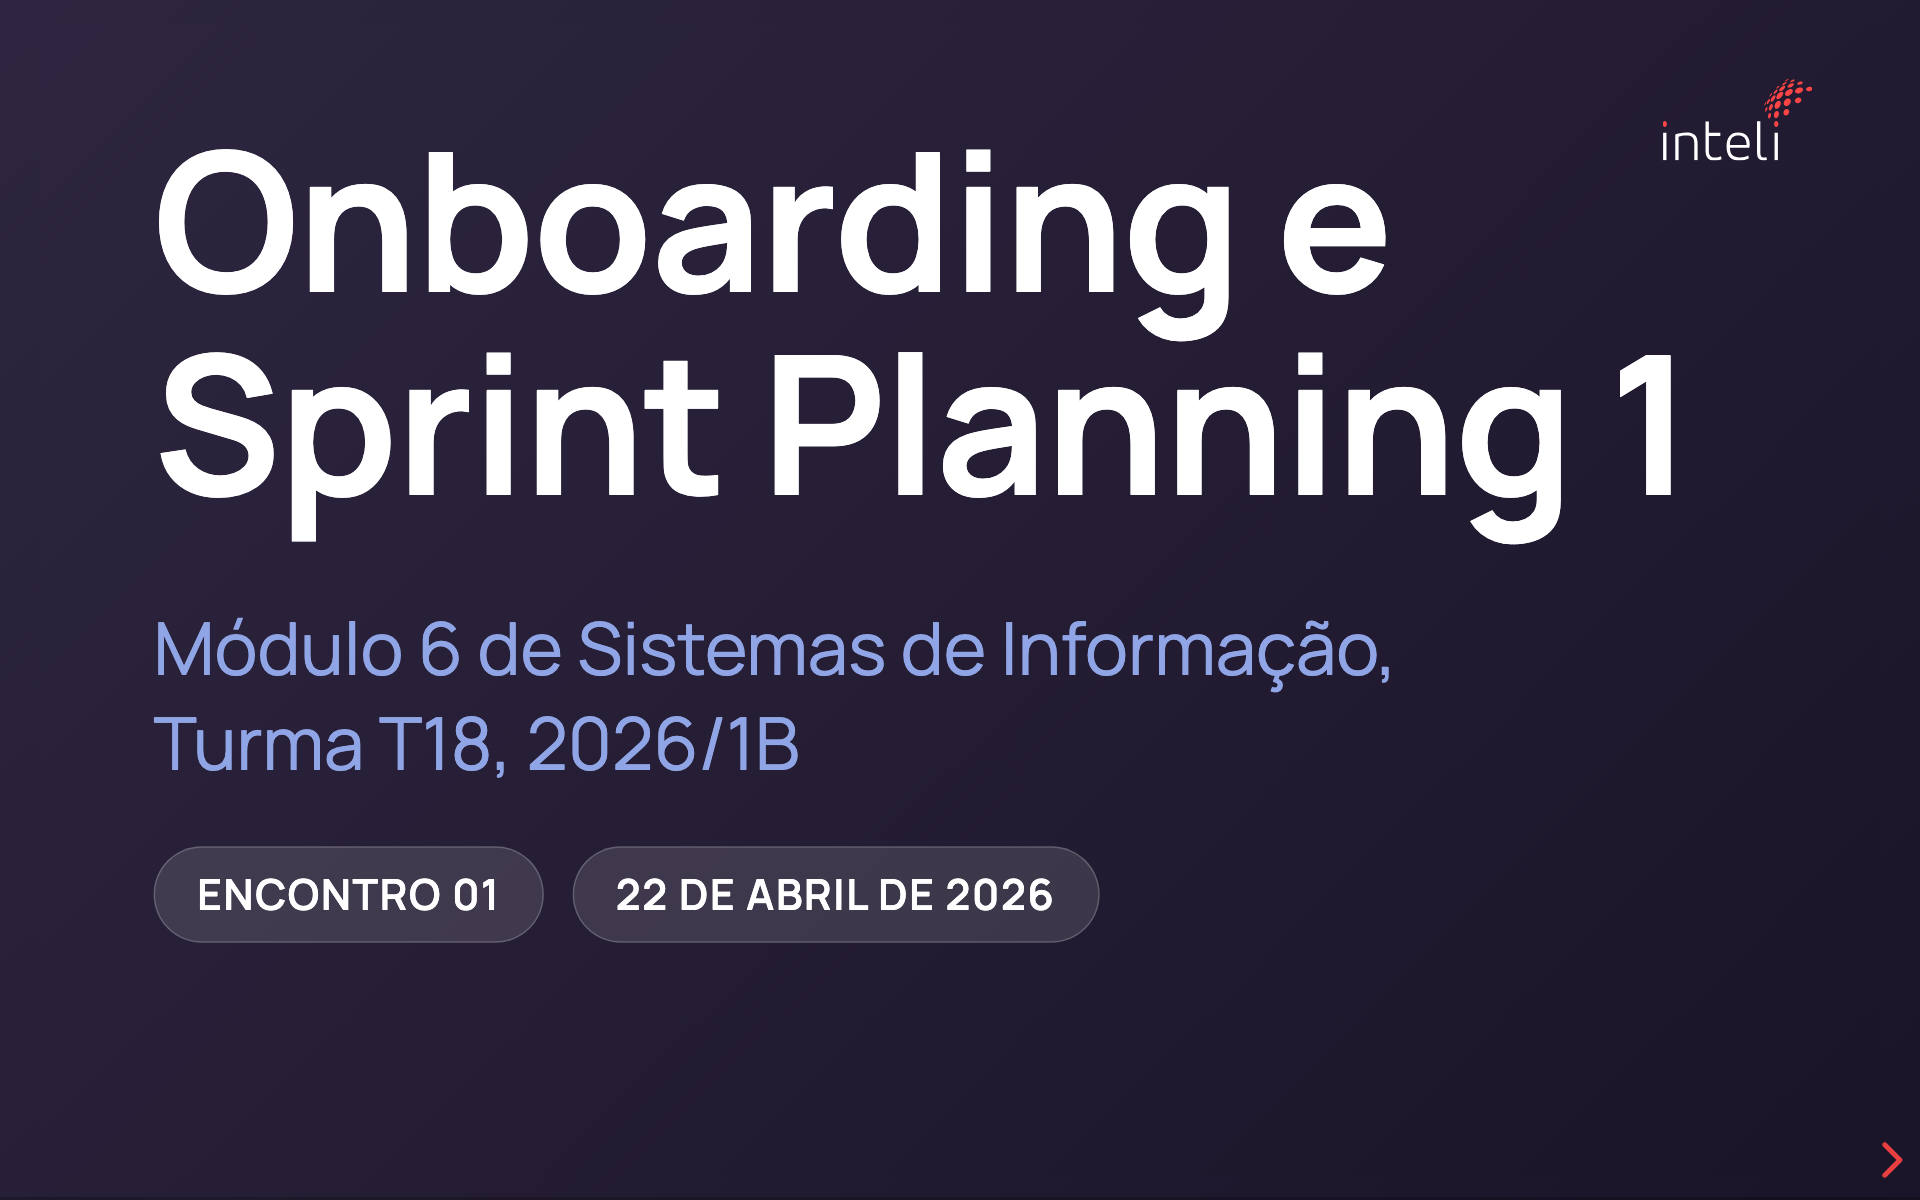 inteli
Onboarding e
Sprint Planning 1
Módulo 6 de Sistemas de Informação,
Turma T18, 2026/1B
ENCONTRO 01
22 DE ABRIL DE 2026